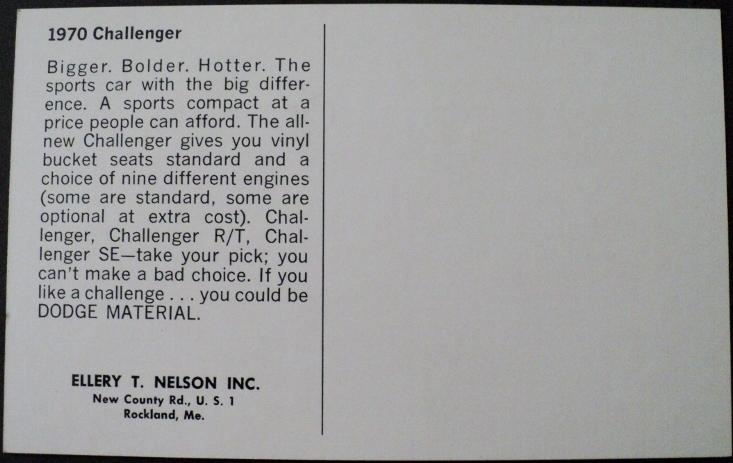 1970 Challenger
Bigger. Bolder. Hotter. The
sports car with the big differ-
ence. A sports compact at a
price people can afford. The all-
new Challenger gives you vinyl
bucket seats standard and a
choice of nine different engines
(some are standard, some are
optional at extra cost). Chal-
lenger, Challenger R/T, Chal-
lenger SE—take your pick; you
can't make a bad choice. If you
like a challenge . . . you could be
DODGE MATERIAL.
ELLERY T. NELSON INC.
New County Rd., U. S. 1
Rockland, Me.